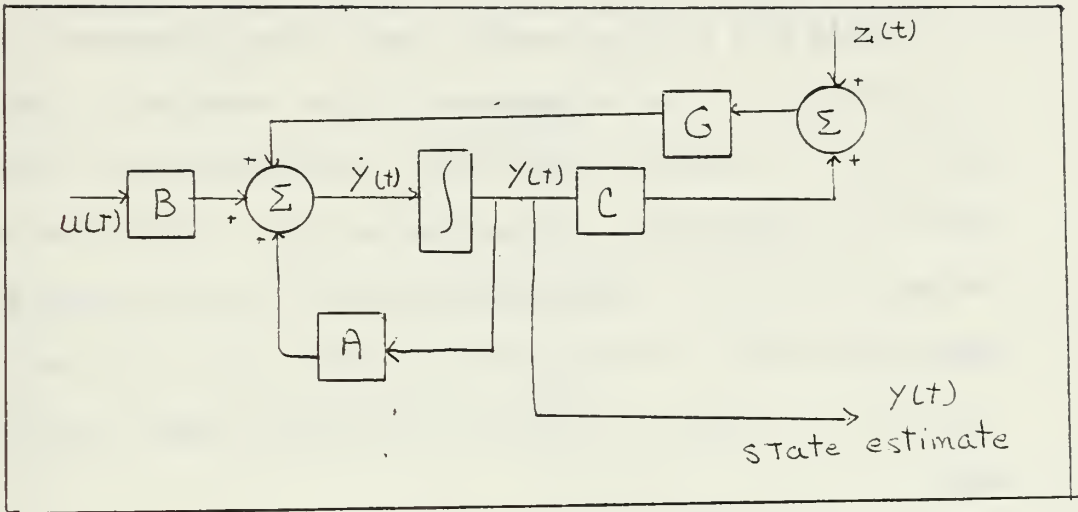 z(t)
+
G
Σ
+
+
ẏ(t)
∫
y(t)
C
B
Σ
+
u(t)
-
A
y(t)
state estimate